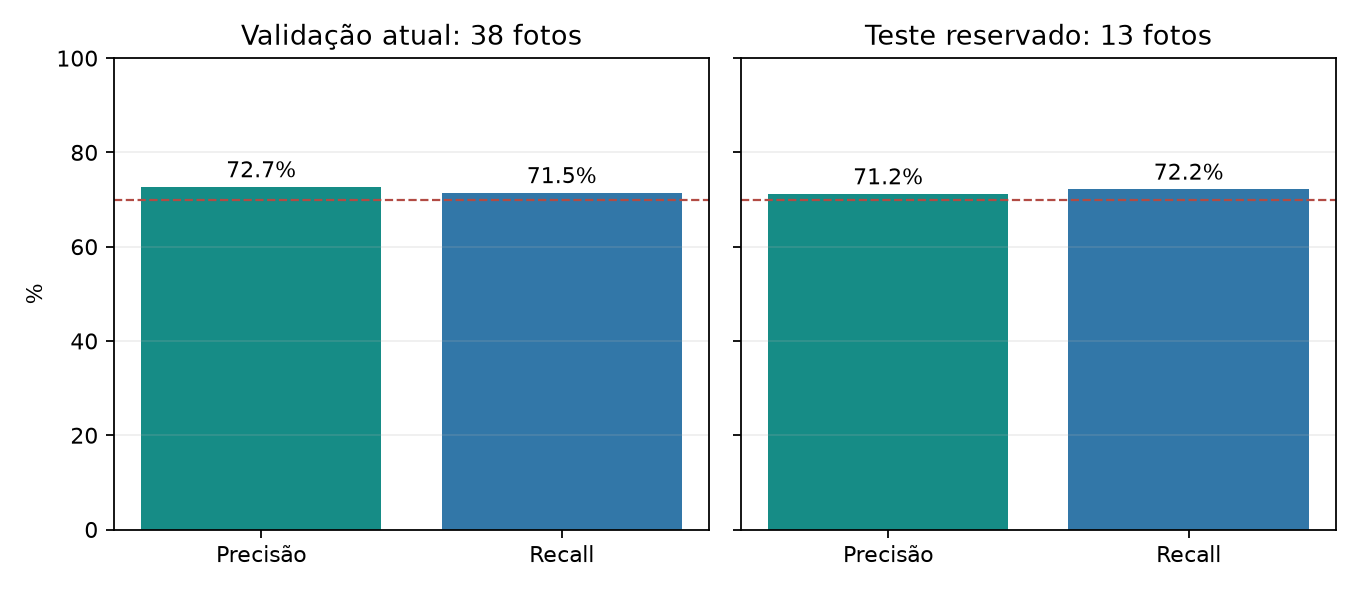 Validação atual: 38 fotos
%
100
80
60
40
20
0
72.7%
71.5%
Precisão
Recall
Teste reservado: 13 fotos
71.2%
72.2%
Precisão
Recall